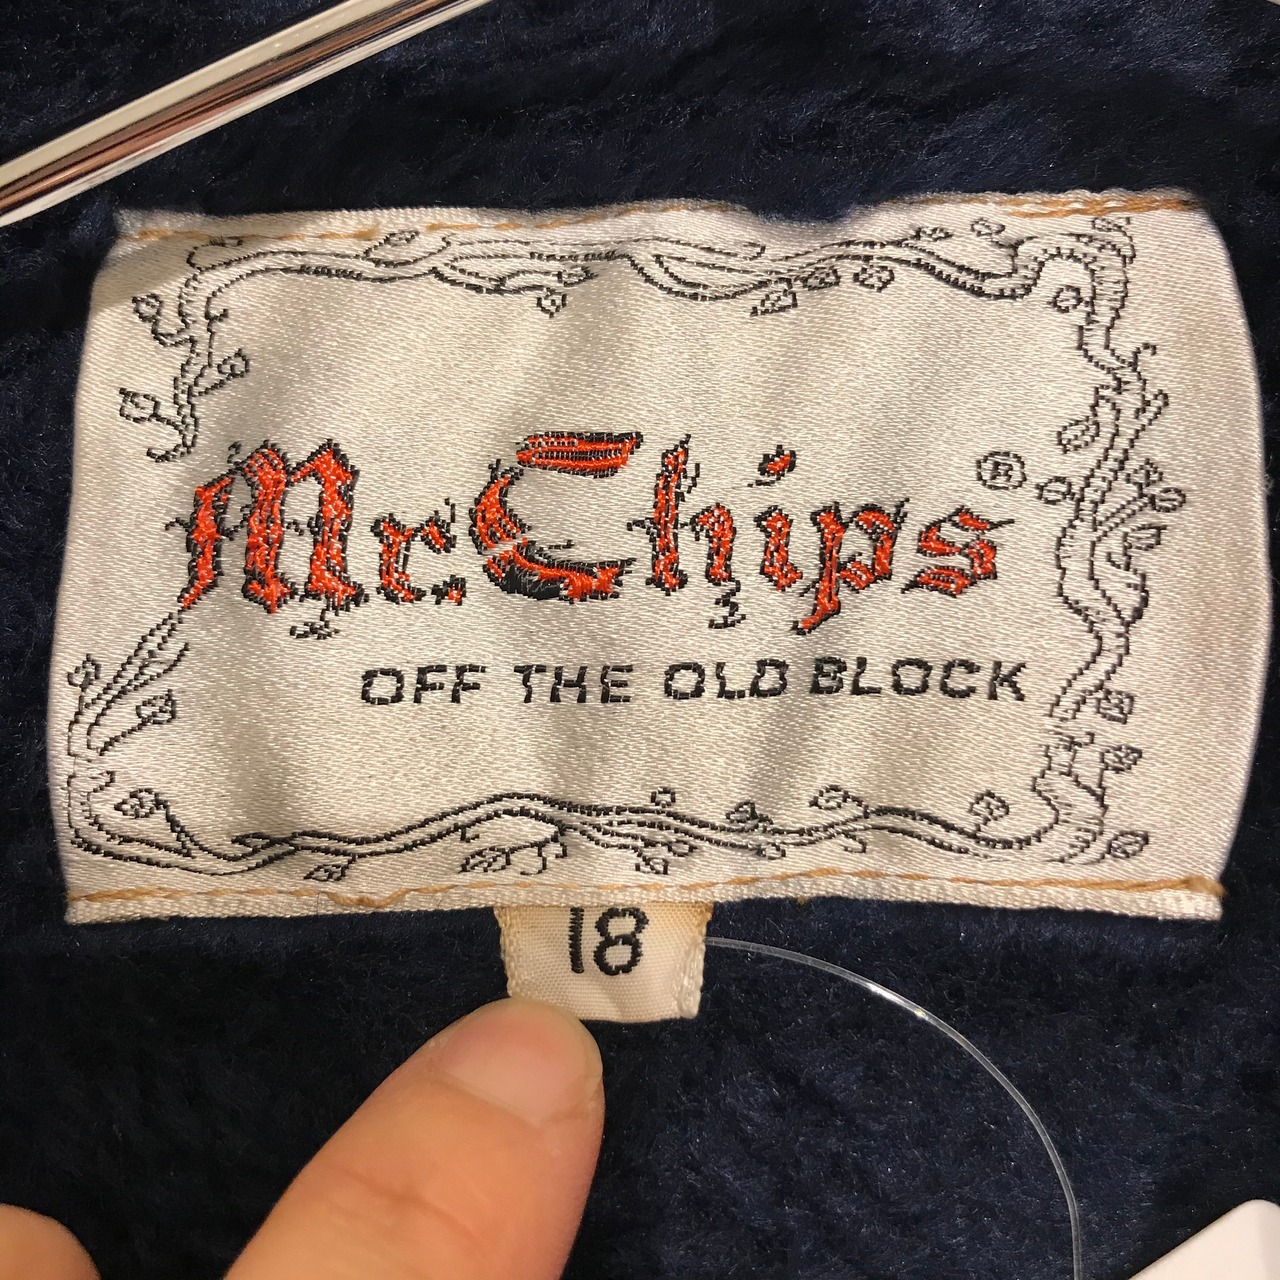 Mr. Chips ®
OFF THE OLD BLOCK
18